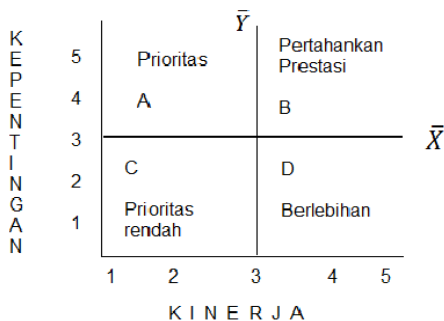 KEPENTINGAN
5
4
3
2
1
Ȳ
Prioritas
A
Pertahankan
Prestasi
B
X̄
C
Prioritas
rendah
D
Berlebihan
1 2 3 4 5
KINERJA